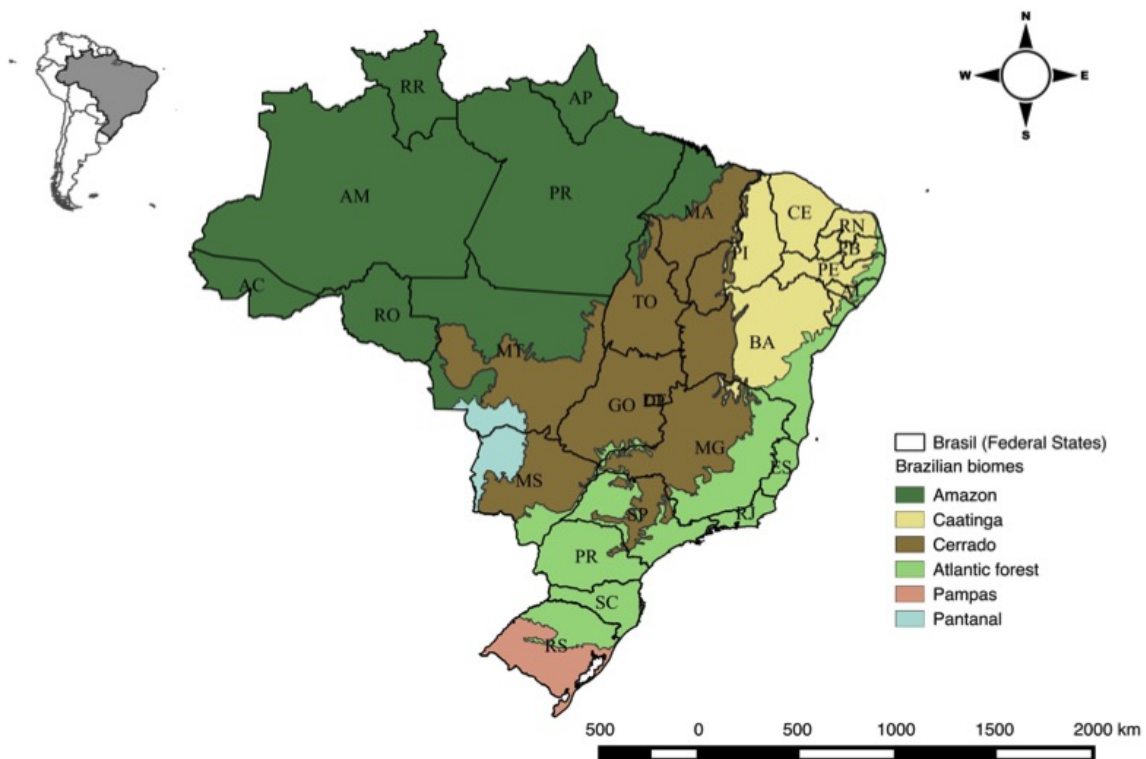 N
W
E
S
RR
AP
AM
PR
MA
CE
RN
PB
PI
PE
AL
AC
RO
TO
BA
MT
GO
DF
MG
ES
MS
SP
RJ
PR
SC
RS
Brasil (Federal States)
Brazilian biomes
Amazon
Caatinga
Cerrado
Atlantic forest
Pampas
Pantanal
500 0 500 1000 1500 2000 km